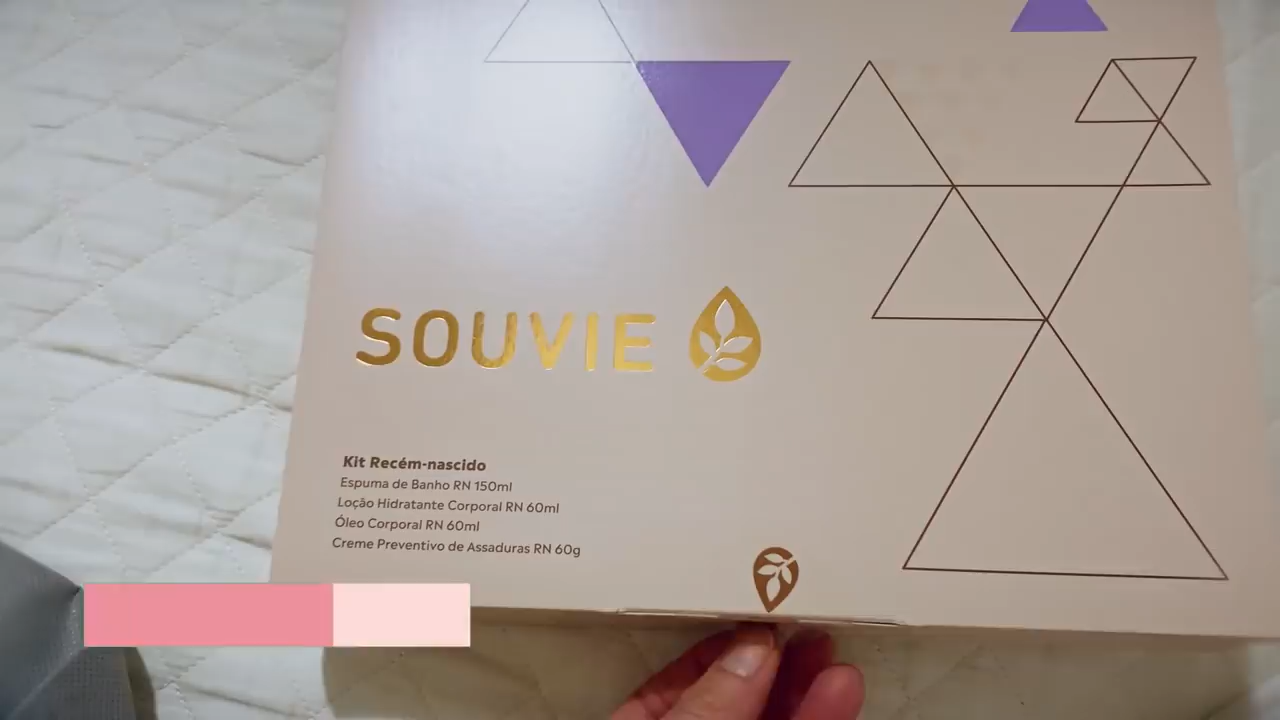 SOUVIE
Kit Recém-nascido
Espuma de Banho RN 150ml
Loção Hidratante Corporal RN 60ml
Óleo Corporal RN 60ml
Creme Preventivo de Assaduras RN 60g